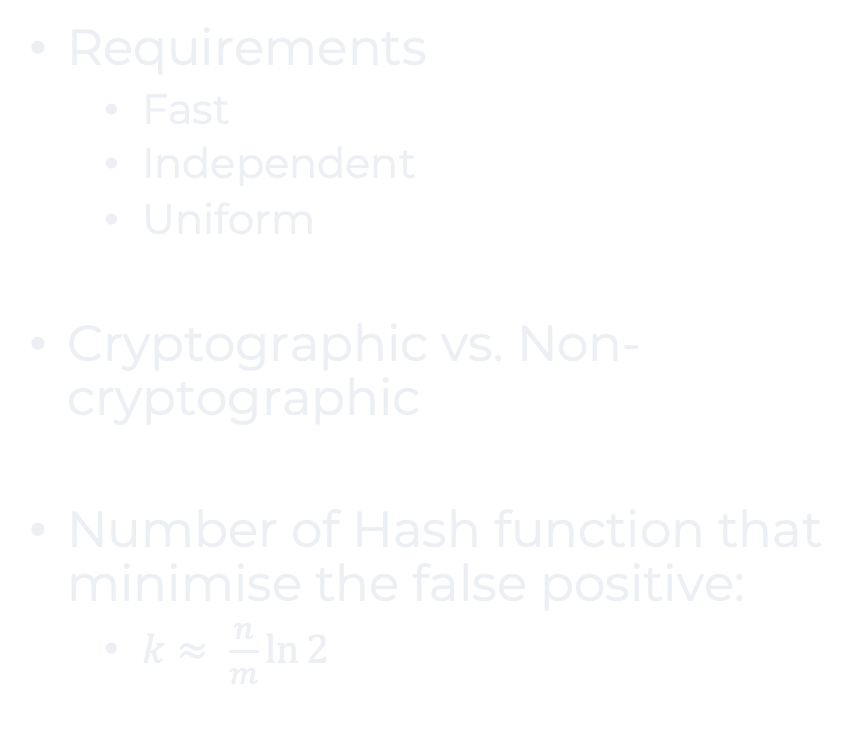 • Requirements
• Fast
• Independent
• Uniform
• Cryptographic vs. Non-
cryptographic
• Number of Hash function that
minimise the false positive:
• k ≈ n/m ln 2